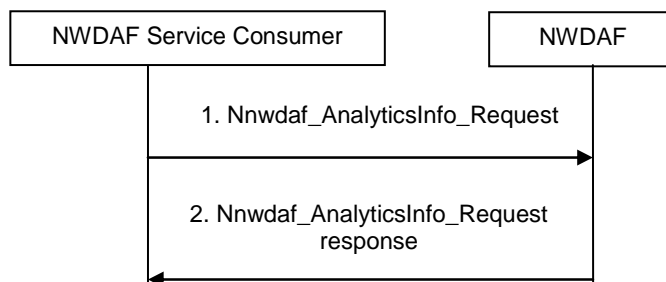 NWDAF Service Consumer
NWDAF
1. Nnwdaf_AnalyticsInfo_Request
2. Nnwdaf_AnalyticsInfo_Request
response